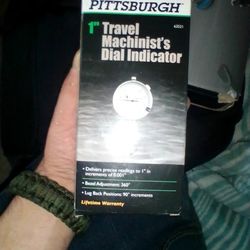 PITTSBURGH®
1" Travel
63521
Machinist's
Dial Indicator
• Delivers precise readings to 1" in
increments of 0.001"
• Bezel Adjustment: 360°
• Lug Back Positions: 90° increments
Lifetime Warranty